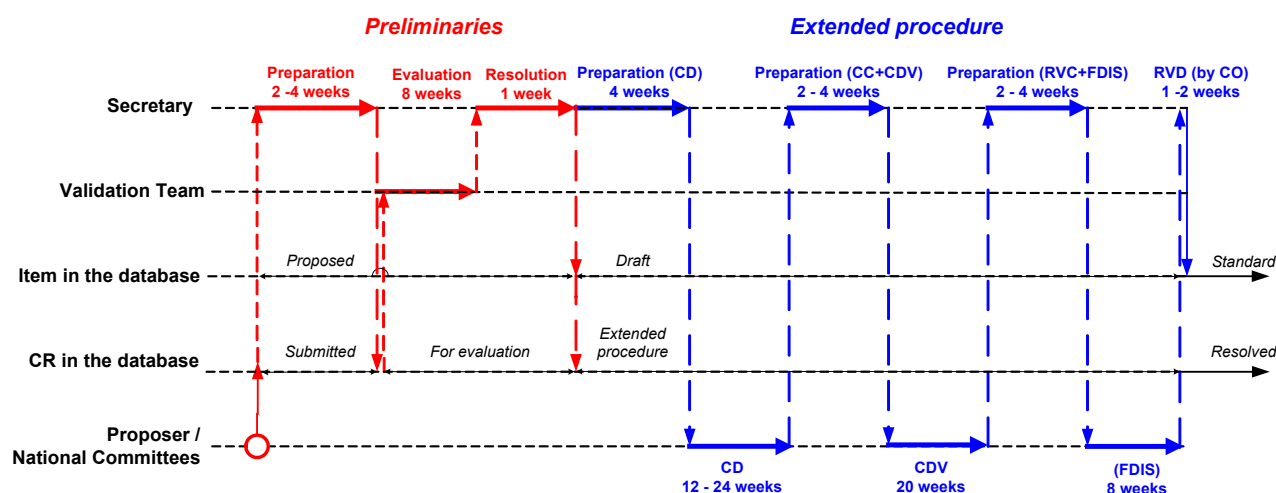 Preliminaries
Extended procedure
Preparation
2 -4 weeks
Evaluation
8 weeks
Resolution
1 week
Preparation (CD)
4 weeks
Preparation (CC+CDV)
2 - 4 weeks
Preparation (RVC+FDIS)
2 - 4 weeks
RVD (by CO)
1 -2 weeks
Secretary
Validation Team
Item in the database
Proposed
Draft
Standard
CR in the database
Submitted
For evaluation
Extended
procedure
Resolved
Proposer /
National Committees
CD
12 - 24 weeks
CDV
20 weeks
(FDIS)
8 weeks